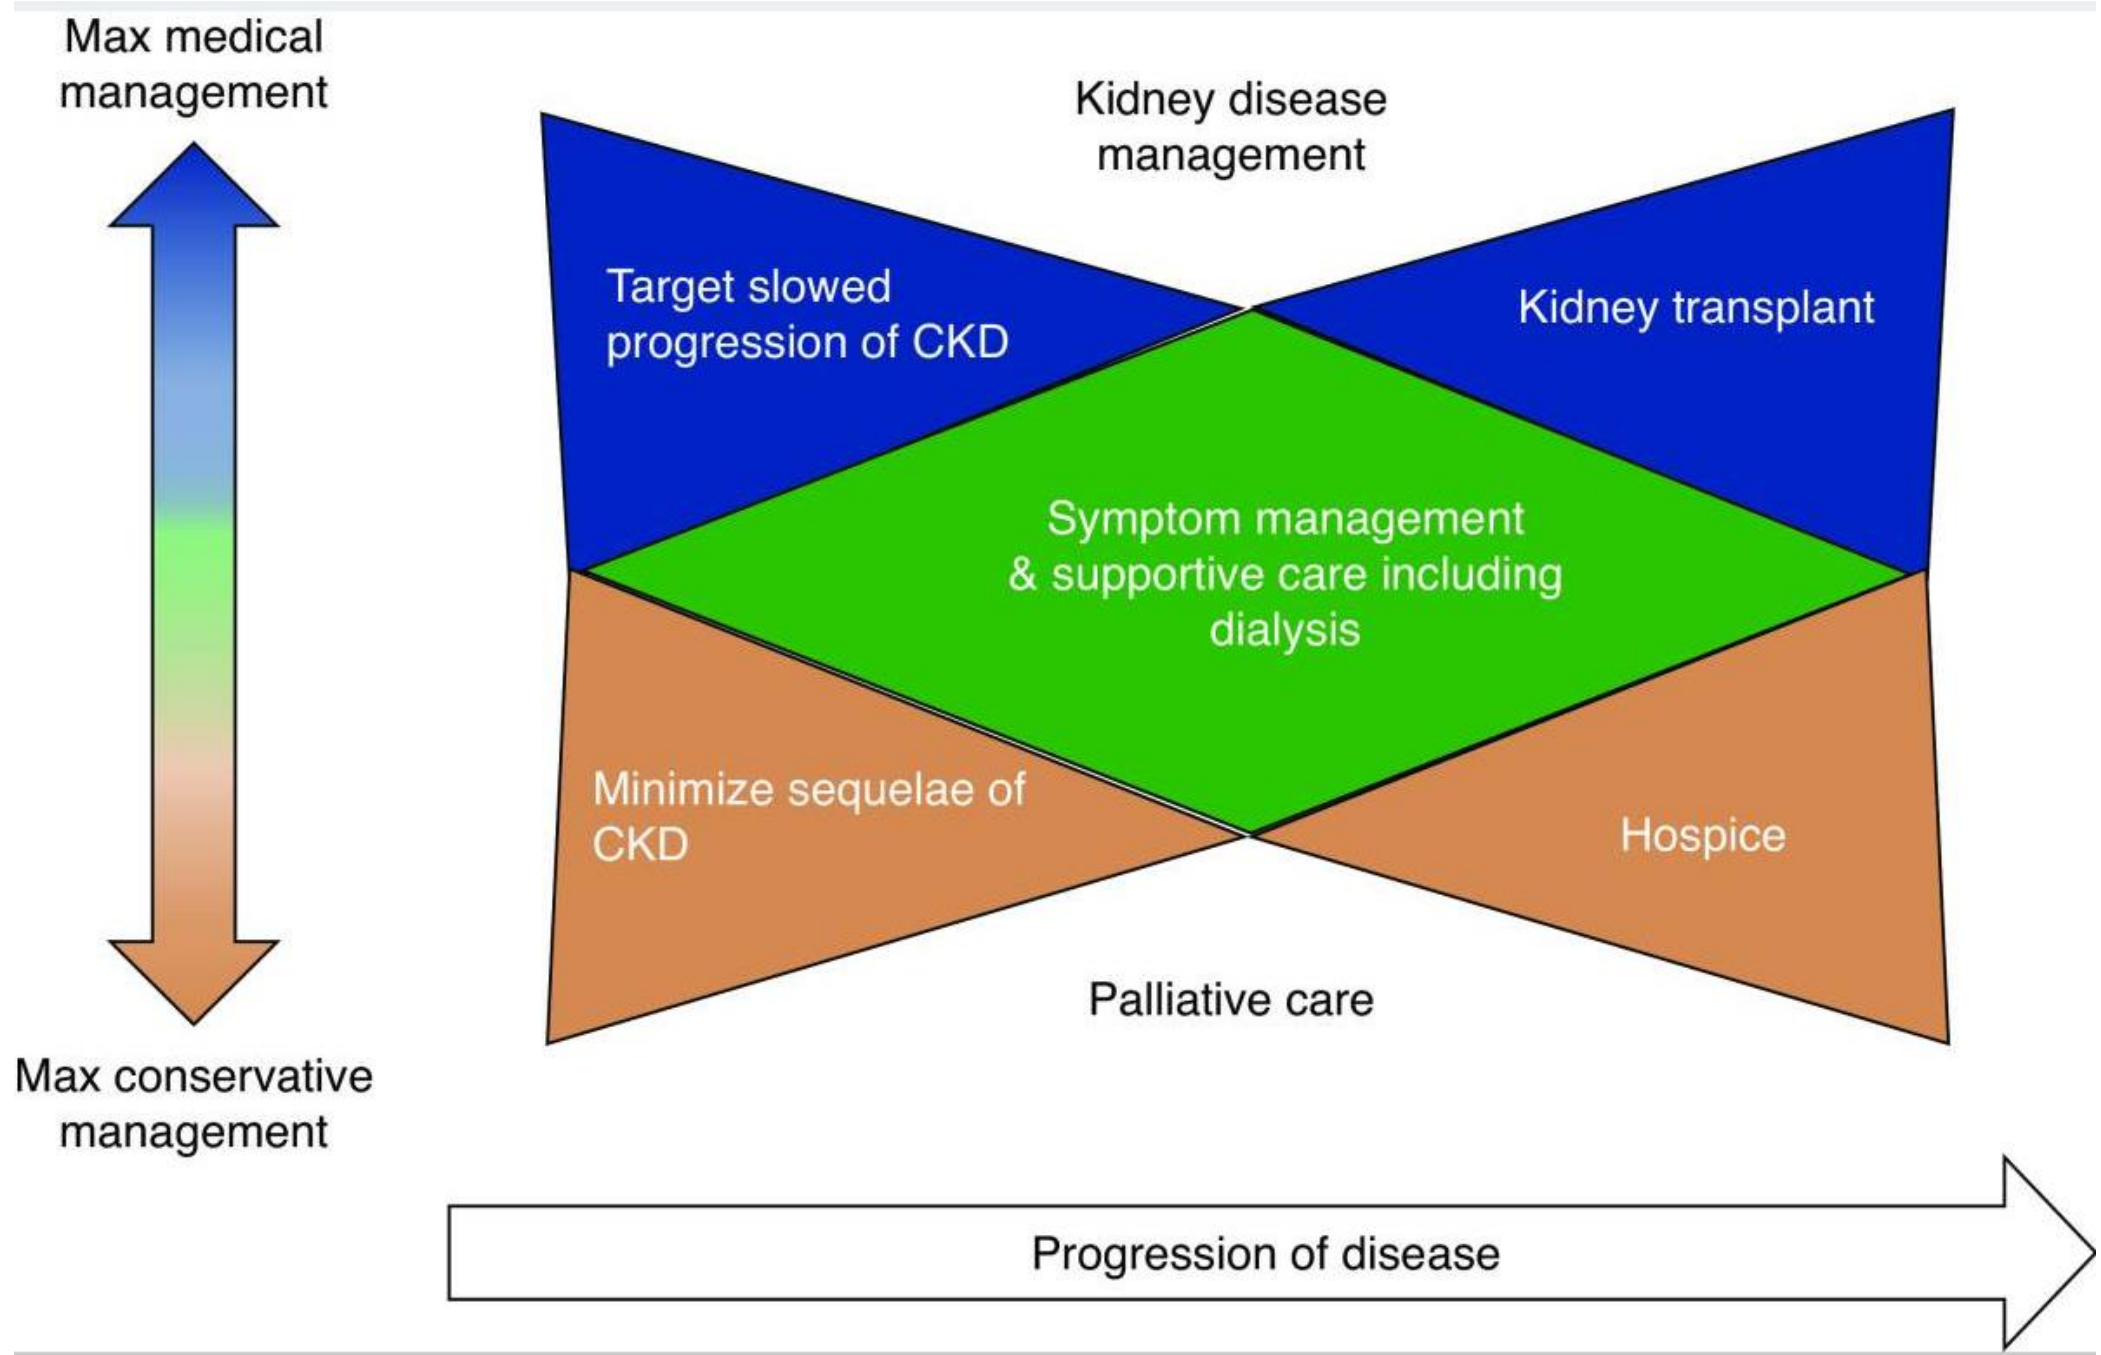 Max medical
management
Kidney disease
management
Target slowed
progression of CKD
Kidney transplant
Symptom management
& supportive care including
dialysis
Minimize sequelae of
CKD
Hospice
Palliative care
Max conservative
management
Progression of disease